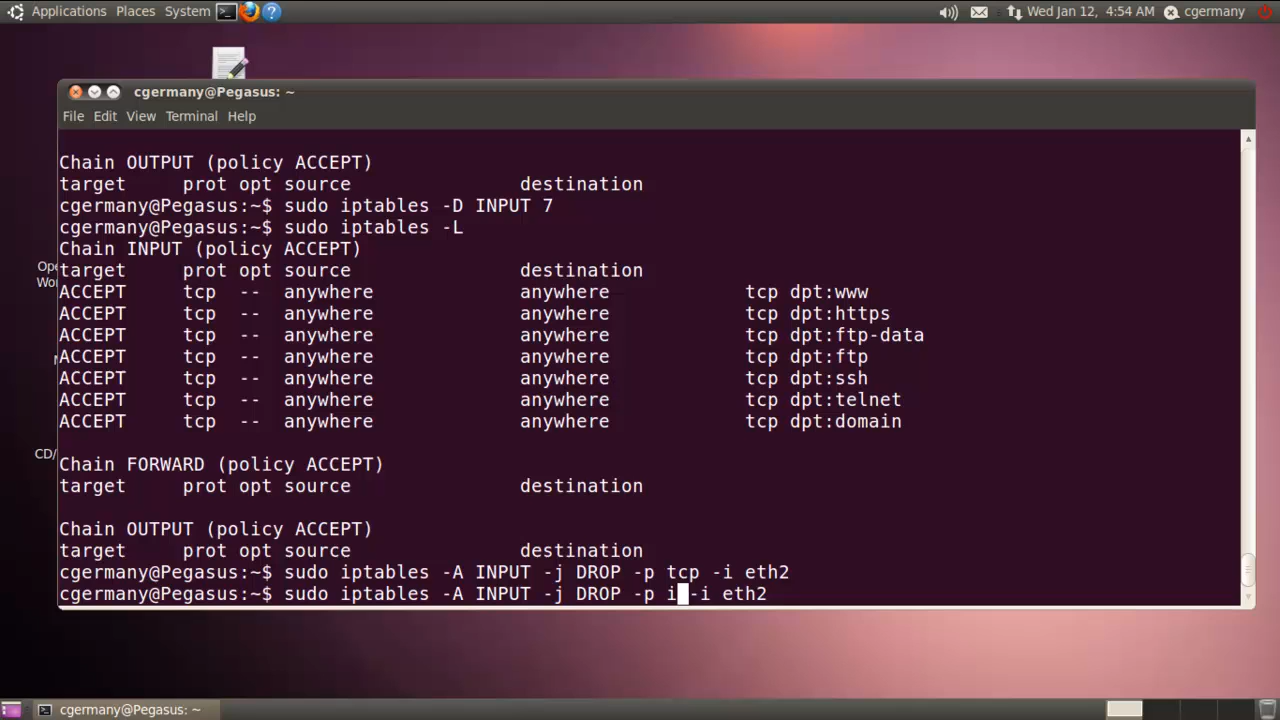 Applications Places System Wed Jan 12, 4:54 AM cgermany
cgermany@Pegasus: ~
File Edit View Terminal Help
Chain OUTPUT (policy ACCEPT)
target prot opt source destination
cgermany@Pegasus:~$ sudo iptables -D INPUT 7
cgermany@Pegasus:~$ sudo iptables -L
Chain INPUT (policy ACCEPT)
target prot opt source destination
ACCEPT tcp -- anywhere anywhere tcp dpt:www
ACCEPT tcp -- anywhere anywhere tcp dpt:https
ACCEPT tcp -- anywhere anywhere tcp dpt:ftp-data
ACCEPT tcp -- anywhere anywhere tcp dpt:ftp
ACCEPT tcp -- anywhere anywhere tcp dpt:ssh
ACCEPT tcp -- anywhere anywhere tcp dpt:telnet
ACCEPT tcp -- anywhere anywhere tcp dpt:domain
Chain FORWARD (policy ACCEPT)
target prot opt source destination
Chain OUTPUT (policy ACCEPT)
target prot opt source destination
cgermany@Pegasus:~$ sudo iptables -A INPUT -j DROP -p tcp -i eth2
cgermany@Pegasus:~$ sudo iptables -A INPUT -j DROP -p i -i eth2
CD/
cgermany@Pegasus: ~